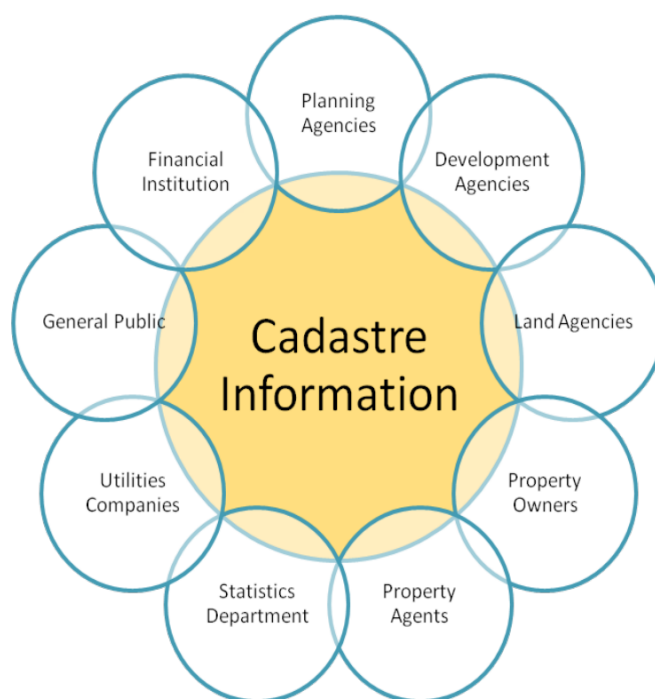 Planning
Agencies
Financial
Institution
Development
Agencies
General Public
Land Agencies
Cadastre
Information
Utilities
Companies
Property
Owners
Statistics
Department
Property
Agents